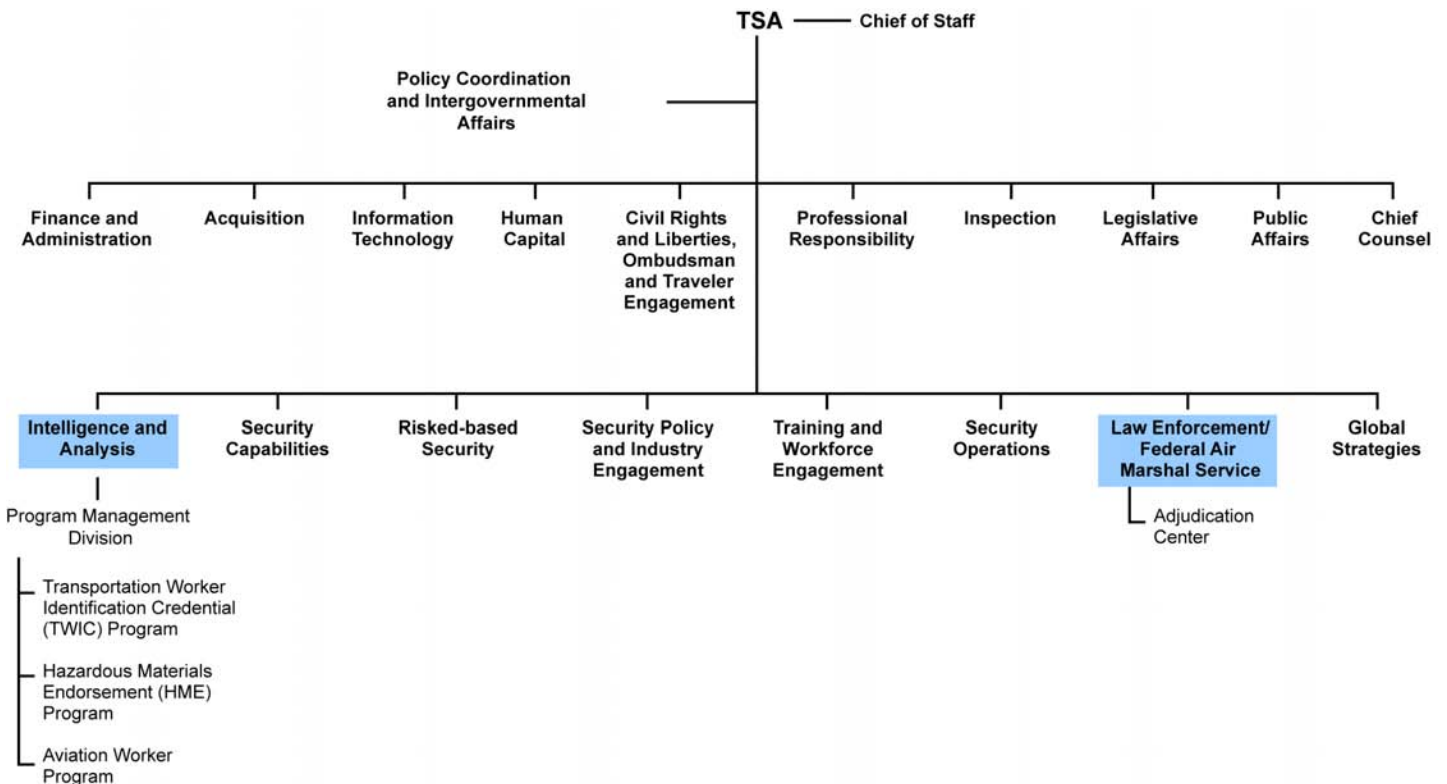 TSA
Chief of Staff
Policy Coordination
and Intergovernmental
Affairs
Finance and
Administration
Acquisition
Information
Technology
Human
Capital
Civil Rights
and Liberties,
Ombudsman
and Traveler
Engagement
Professional
Responsibility
Inspection
Legislative
Affairs
Public
Affairs
Chief
Counsel
Intelligence and
Analysis
Security
Capabilities
Risked-based
Security
Security Policy
and Industry
Engagement
Training and
Workforce
Engagement
Security
Operations
Law Enforcement/
Federal Air
Marshal Service
Global
Strategies
Program Management
Division
Adjudication
Center
Transportation Worker
Identification Credential
(TWIC) Program
Hazardous Materials
Endorsement (HME)
Program
Aviation Worker
Program